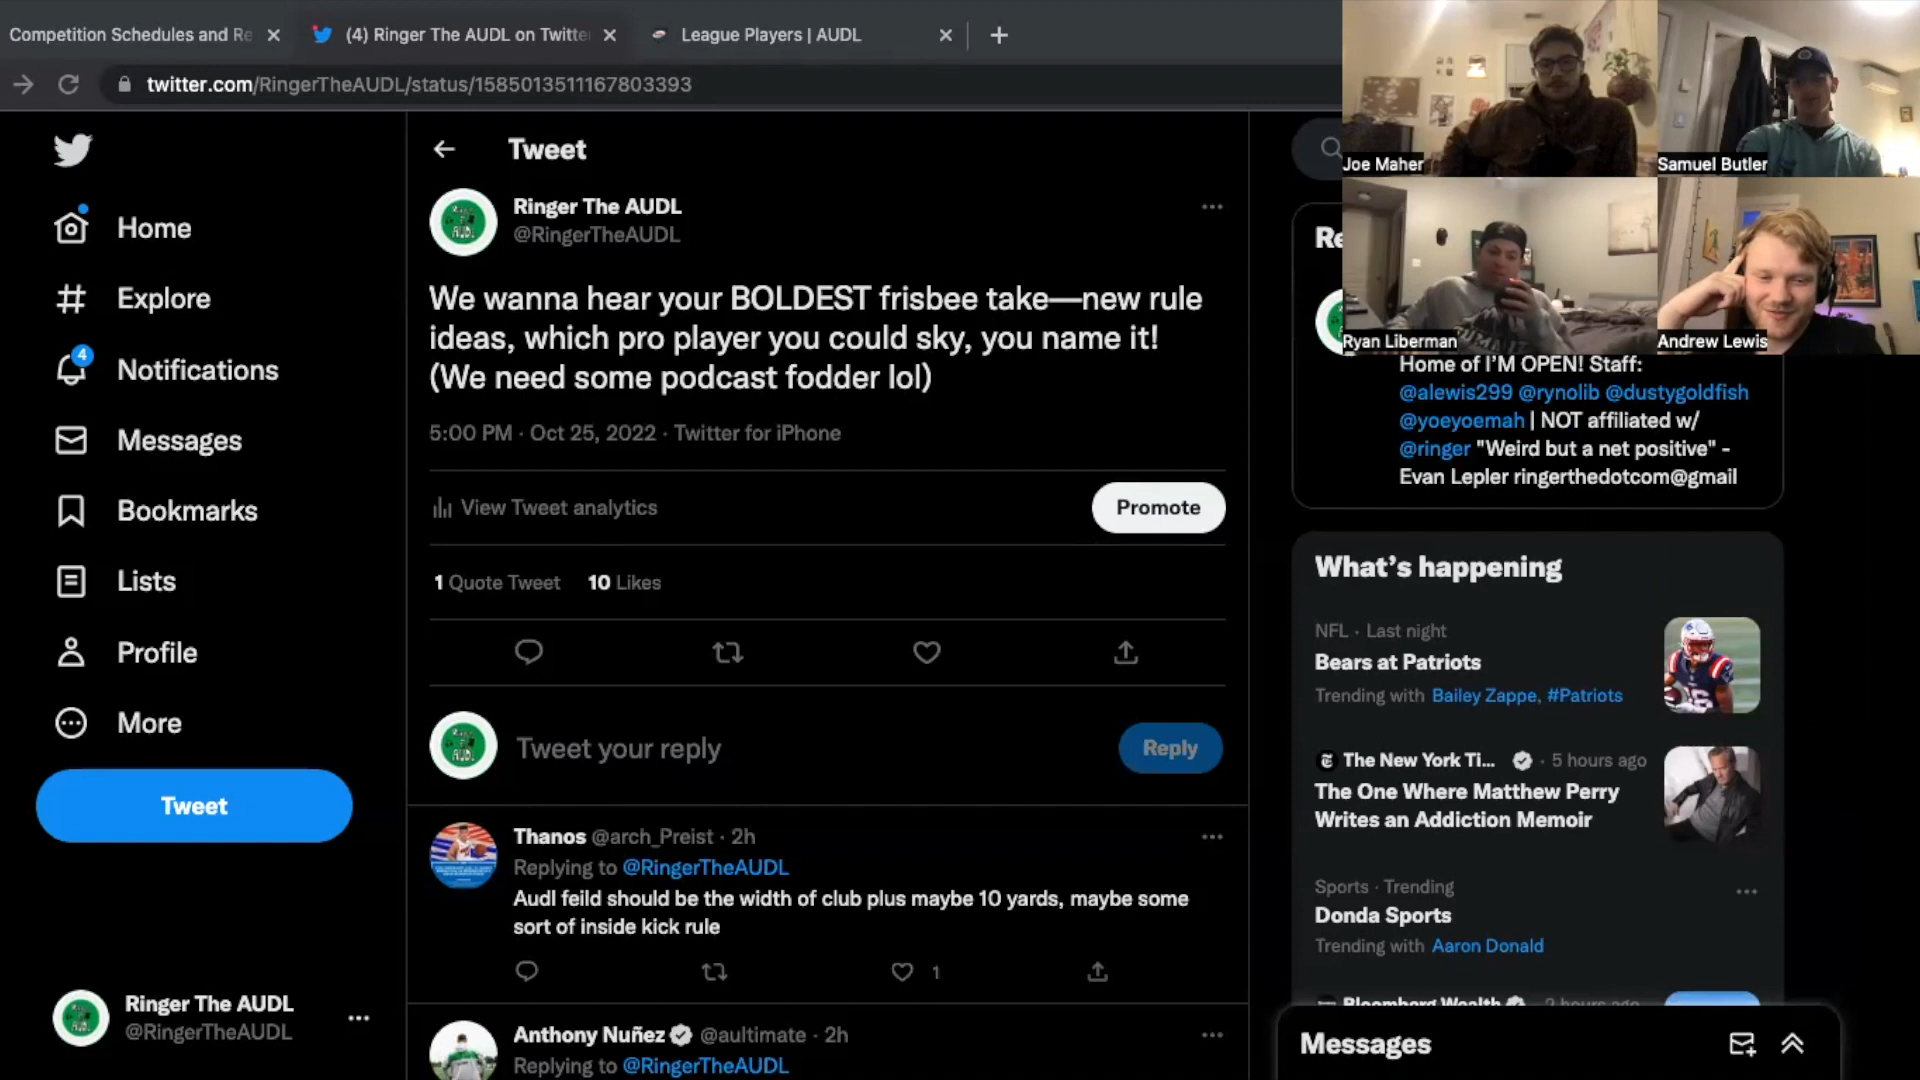 Competition Schedules and Re
(4) Ringer The AUDL on Twitte
League Players | AUDL
twitter.com/RingerTheAUDL/status/1585013511167803393
Joe Maher
Samuel Butler
Ryan Liberman
Andrew Lewis
Home
Explore
4
Notifications
Messages
Bookmarks
Lists
Profile
More
Tweet
Ringer The AUDL
@RingerTheAUDL
Tweet
Ringer The AUDL
@RingerTheAUDL
We wanna hear your BOLDEST frisbee take—new rule
ideas, which pro player you could sky, you name it!
(We need some podcast fodder lol)
5:00 PM · Oct 25, 2022 · Twitter for iPhone
View Tweet analytics
Promote
1 Quote Tweet 10 Likes
Tweet your reply
Reply
Thanos @arch_Preist · 2h
Replying to @RingerTheAUDL
Audl feild should be the width of club plus maybe 10 yards, maybe some
sort of inside kick rule
1
Anthony Nuñez @aultimate · 2h
Replying to @RingerTheAUDL
Re
Home of I'M OPEN! Staff:
@alewis299 @rynolib @dustygoldfish
@yoeyoemah | NOT affiliated w/
@ringer "Weird but a net positive" -
Evan Lepler ringerthedotcom@gmail
What's happening
NFL · Last night
Bears at Patriots
Trending with Bailey Zappe, #Patriots
The New York Ti... · 5 hours ago
The One Where Matthew Perry
Writes an Addiction Memoir
Sports · Trending
Donda Sports
Trending with Aaron Donald
Bloomberg Wealth 2 hours ago
Messages